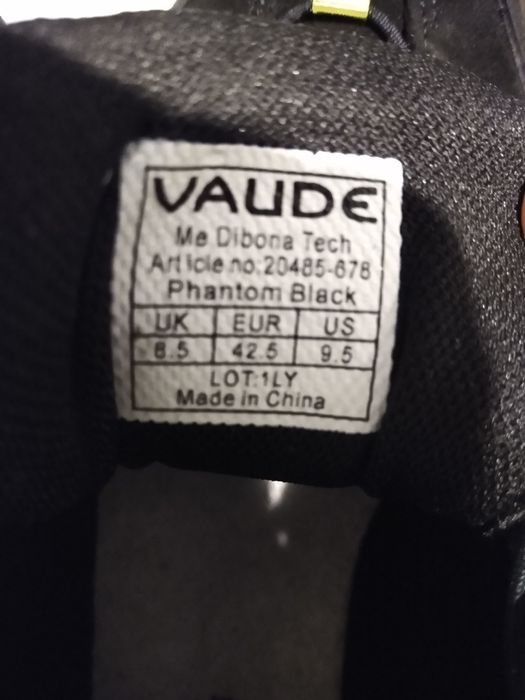 VAUDE
Me Dibona Tech
Article no:20485-678
Phantom Black
UK EUR US
8.5 42.5 9.5
LOT:1LY
Made in China